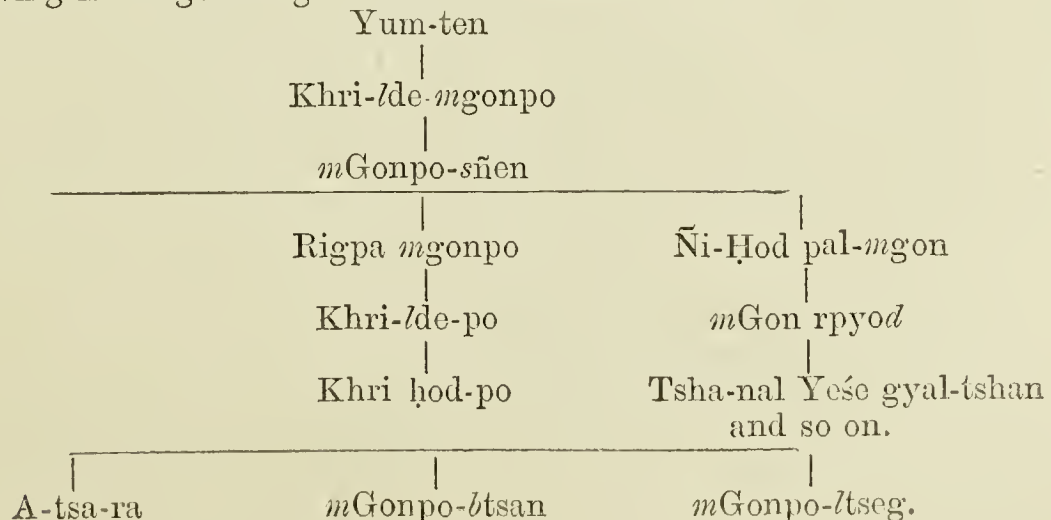 Yum-ten
Khri-lde-mgonpo
mGonpo-sñen
Rigpa mgonpo Ñi-Ḥod pal-mgon
Khri-lde-po mGon rpyod
Khri ḥod-po Tsha-nal Yeśe gyal-tshan
and so on.
A-tsa-ra mGonpo-btsan mGonpo-ltseg.